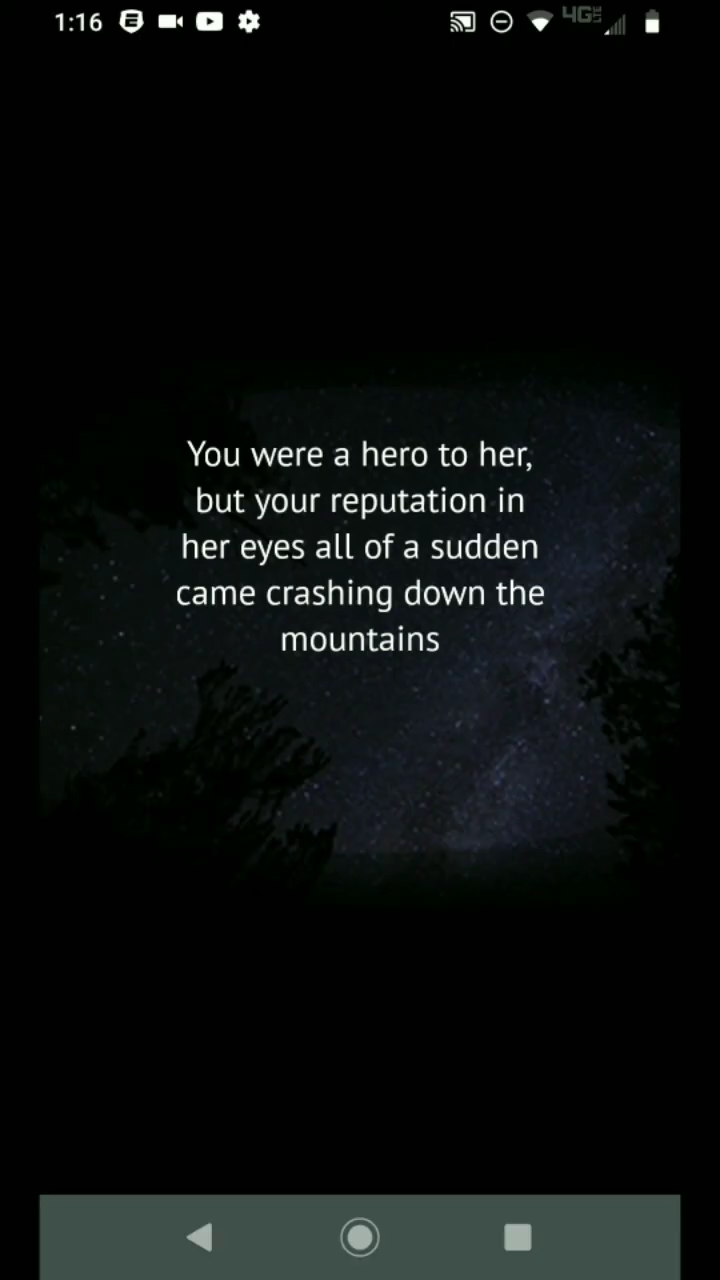 1:16 4G LTE
You were a hero to her,
but your reputation in
her eyes all of a sudden
came crashing down the
mountains